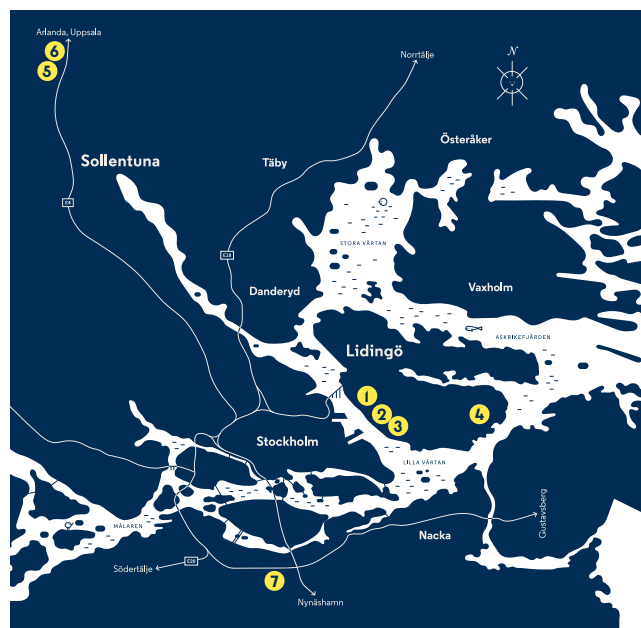 Arlanda, Uppsala
6
5
Norrtälje
N
Österåker
Sollentuna
Täby
E4
STORA VÄRTAN
E18
Danderyd
Vaxholm
ASKRIKEFJÄRDEN
Lidingö
1
2
3
4
Stockholm
LILLA VÄRTAN
MÄLAREN
Gustavsberg
Nacka
Södertälje
E20
7
Nynäshamn